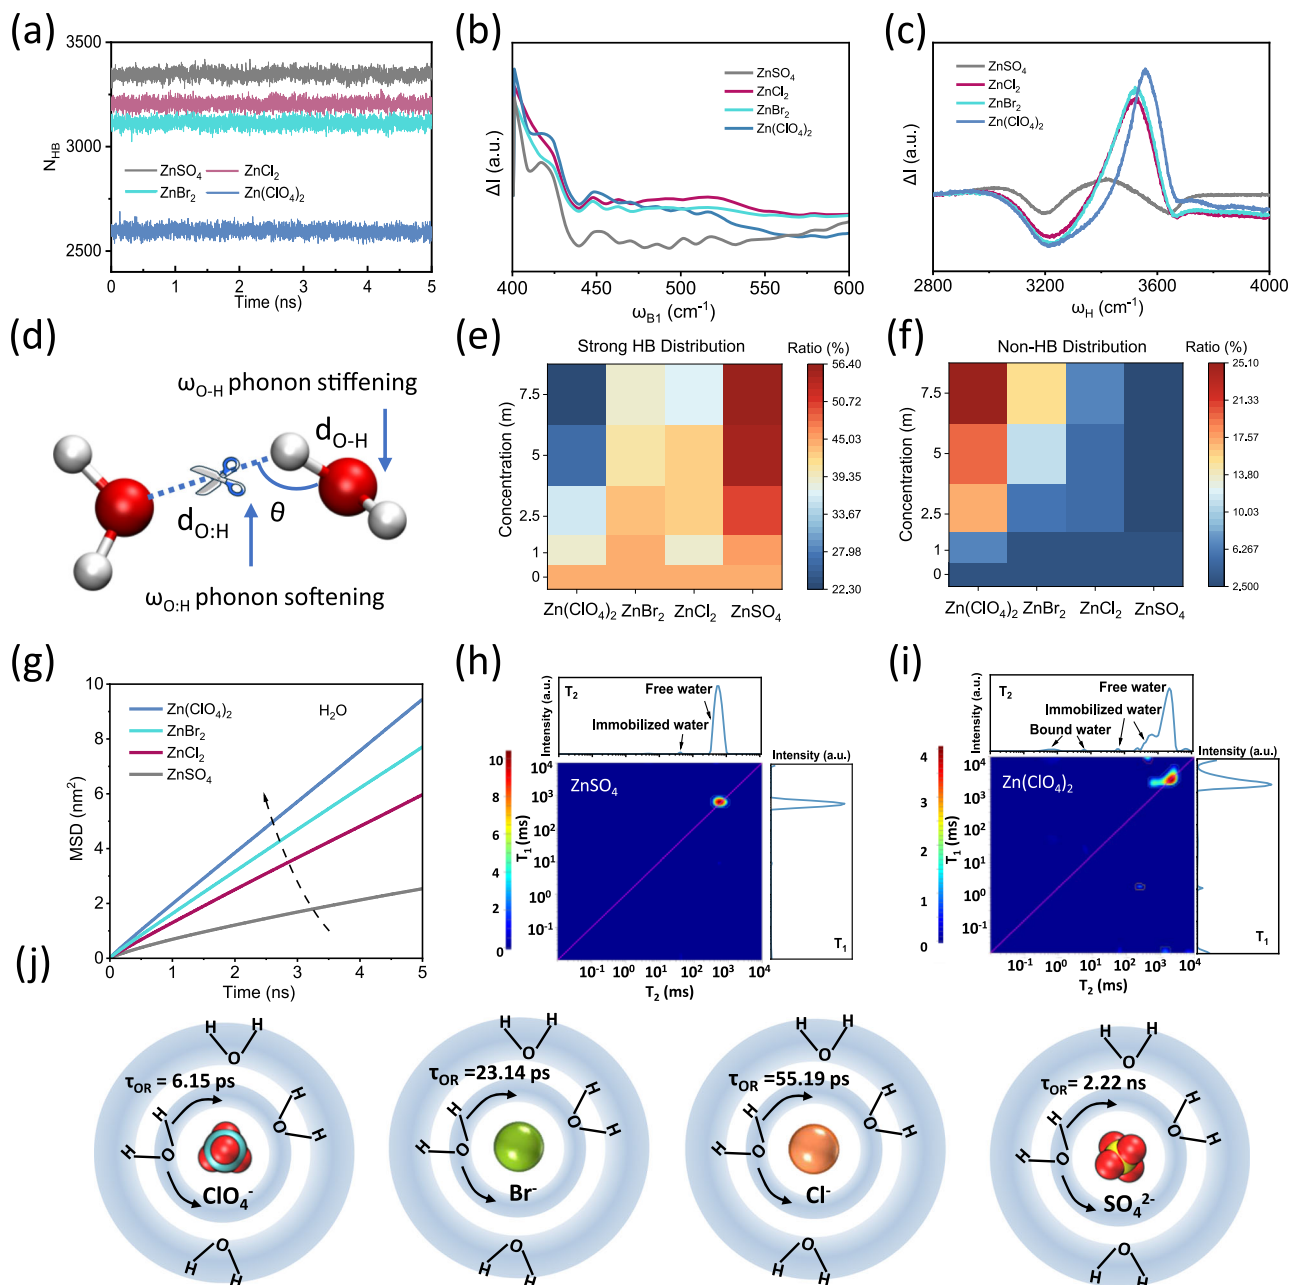 (a)
3500
3000
2500
N_HB
ZnSO4
ZnCl2
ZnBr2
Zn(ClO4)2
0 1 2 3 4 5
Time (ns)
(b)
ZnSO4
ZnCl2
ZnBr2
Zn(ClO4)2
ΔI (a.u.)
400 450 500 550 600
ω_B1 (cm⁻¹)
(c)
ZnSO4
ZnCl2
ZnBr2
Zn(ClO4)2
ΔI (a.u.)
2800 3200 3600 4000
ω_H (cm⁻¹)
(d)
ω_O-H phonon stiffening
d_O-H
d_O:H
θ
ω_O:H phonon softening
(e)
Strong HB Distribution
Ratio (%)
Concentration (m)
7.5
5
2.5
1
0
Zn(ClO4)2 ZnBr2 ZnCl2 ZnSO4
56.40
50.72
45.03
39.35
33.67
27.98
22.30
(f)
Non-HB Distribution
Ratio (%)
Concentration (m)
7.5
5
2.5
1
0
Zn(ClO4)2 ZnBr2 ZnCl2 ZnSO4
25.10
21.33
17.57
13,80
10.03
6.267
2,500
(g)
10
8
6
4
2
0
MSD (nm²)
Zn(ClO4)2
ZnBr2
ZnCl2
ZnSO4
H2O
0 1 2 3 4 5
Time (ns)
(h)
Intensity (a.u.)
T2
Free water
Immobilized water
Intensity (a.u.)
10
8
6
4
2
0
ZnSO4
10⁴
10³
10²
10¹
10⁰
10⁻¹
T1 (ms)
10⁻¹ 10⁰ 10¹ 10² 10³ 10⁴
T2 (ms)
T1
(i)
Intensity (a.u.)
T2
Free water
Immobilized water
Bound water
Intensity (a.u.)
4
3
2
1
0
Zn(ClO4)2
10⁴
10³
10²
10¹
10⁰
10⁻¹
T1 (ms)
10⁻¹ 10⁰ 10¹ 10² 10³ 10⁴
T2 (ms)
T1
(j)
H H
O
τ_OR = 6.15 ps
H
H
O
H
H O
ClO4⁻
O
H H
H H
O
τ_OR =23.14 ps
H
H
O
H
H O
Br⁻
O
H H
H H
O
τ_OR =55.19 ps
H
H
O
H
H O
Cl⁻
O
H H
H H
O
τ_OR = 2.22 ns
H
H
O
H
H O
SO4²⁻
O
H H